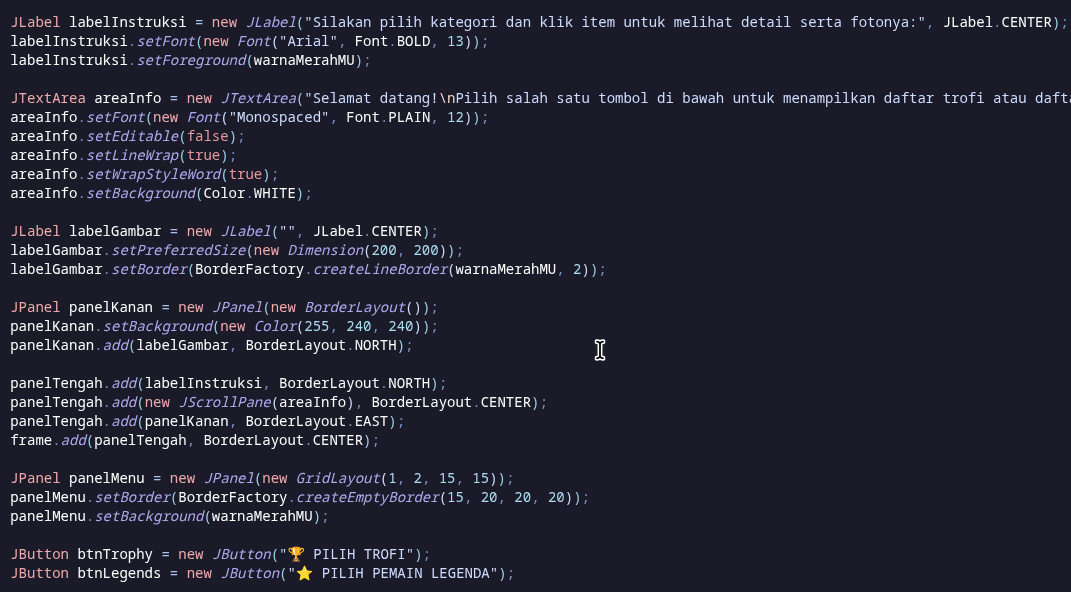 JLabel labelInstruksi = new JLabel("Silakan pilih kategori dan klik item untuk melihat detail serta fotonya:", JLabel.CENTER);
labelInstruksi.setFont(new Font("Arial", Font.BOLD, 13));
labelInstruksi.setForeground(warnaMerahMU);
JTextArea areaInfo = new JTextArea("Selamat datang!\nPilih salah satu tombol di bawah untuk menampilkan daftar trofi atau
areaInfo.setFont(new Font("Monospaced", Font.PLAIN, 12));
areaInfo.setEditable(false);
areaInfo.setLineWrap(true);
areaInfo.setWrapStyleWord(true);
areaInfo.setBackground(Color.WHITE);
JLabel labelGambar = new JLabel("", JLabel.CENTER);
labelGambar.setPreferredSize(new Dimension(200, 200));
labelGambar.setBorder(BorderFactory.createLineBorder(warnaMerahMU, 2));
JPanel panelKanan = new JPanel(new BorderLayout());
panelKanan.setBackground(new Color(255, 240, 240));
panelKanan.add(labelGambar, BorderLayout.NORTH);
panelTengah.add(labelInstruksi, BorderLayout.NORTH);
panelTengah.add(new JScrollPane(areaInfo), BorderLayout.CENTER);
panelTengah.add(panelKanan, BorderLayout.EAST);
frame.add(panelTengah, BorderLayout.CENTER);
JPanel panelMenu = new JPanel(new GridLayout(1, 2, 15, 15));
panelMenu.setBorder(BorderFactory.createEmptyBorder(15, 20, 20, 20));
panelMenu.setBackground(warnaMerahMU);
JButton btnTrophy = new JButton("🏆 PILIH TROFI");
JButton btnLegends = new JButton("⭐ PILIH PEMAIN LEGENDA");